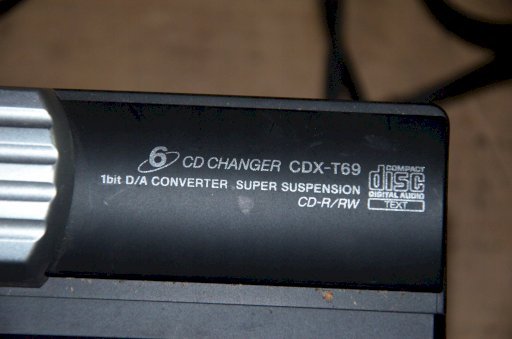 6 CD CHANGER CDX-T69
1bit D/A CONVERTER SUPER SUSPENSION
CD-R/RW
COMPACT
disc
DIGITAL AUDIO
TEXT